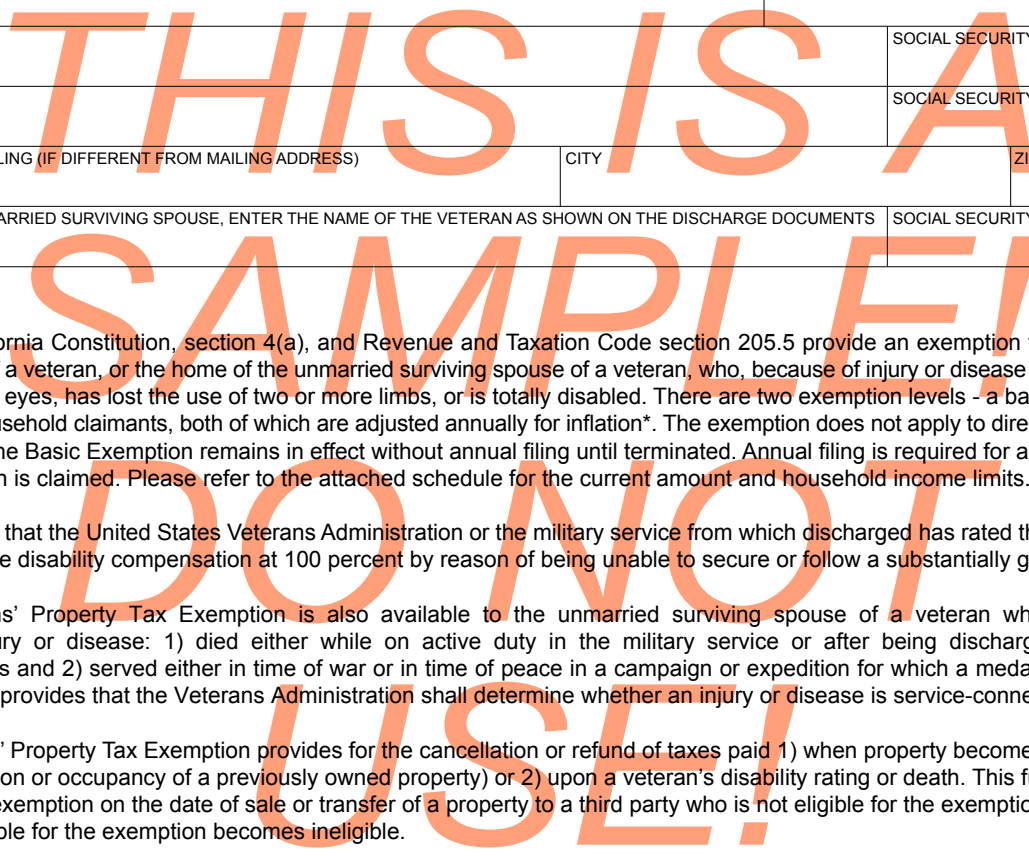 SOCIAL SECURITY
SOCIAL SECURITY
LING (IF DIFFERENT FROM MAILING ADDRESS) CITY ZI
ARRIED SURVIVING SPOUSE, ENTER THE NAME OF THE VETERAN AS SHOWN ON THE DISCHARGE DOCUMENTS SOCIAL SECURITY
ornia Constitution, section 4(a), and Revenue and Taxation Code section 205.5 provide an exemption
f a veteran, or the home of the unmarried surviving spouse of a veteran, who, because of injury or disease
eyes, has lost the use of two or more limbs, or is totally disabled. There are two exemption levels - a ba
usehold claimants, both of which are adjusted annually for inflation*. The exemption does not apply to dire
he Basic Exemption remains in effect without annual filing until terminated. Annual filing is required for a
n is claimed. Please refer to the attached schedule for the current amount and household income limits.
that the United States Veterans Administration or the military service from which discharged has rated th
e disability compensation at 100 percent by reason of being unable to secure or follow a substantially g
ns' Property Tax Exemption is also available to the unmarried surviving spouse of a veteran wh
ury or disease: 1) died either while on active duty in the military service or after being discharg
s and 2) served either in time of war or in time of peace in a campaign or expedition for which a meda
provides that the Veterans Administration shall determine whether an injury or disease is service-conne
' Property Tax Exemption provides for the cancellation or refund of taxes paid 1) when property become
on or occupancy of a previously owned property) or 2) upon a veteran's disability rating or death. This f
exemption on the date of sale or transfer of a property to a third party who is not eligible for the exemptio
ble for the exemption becomes ineligible.
THIS IS A
SAMPLE!
DO NOT
USE!